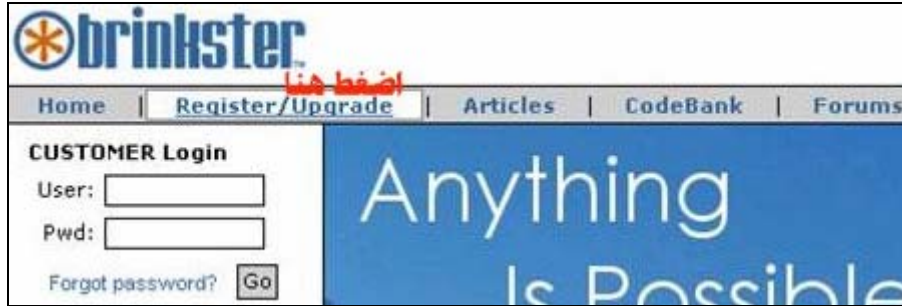 brinkster
اضغط هنا
Home | Register/Upgrade | Articles | CodeBank | Forums
CUSTOMER Login
User:
Pwd:
Forgot password? Go
Anything
Is Possible